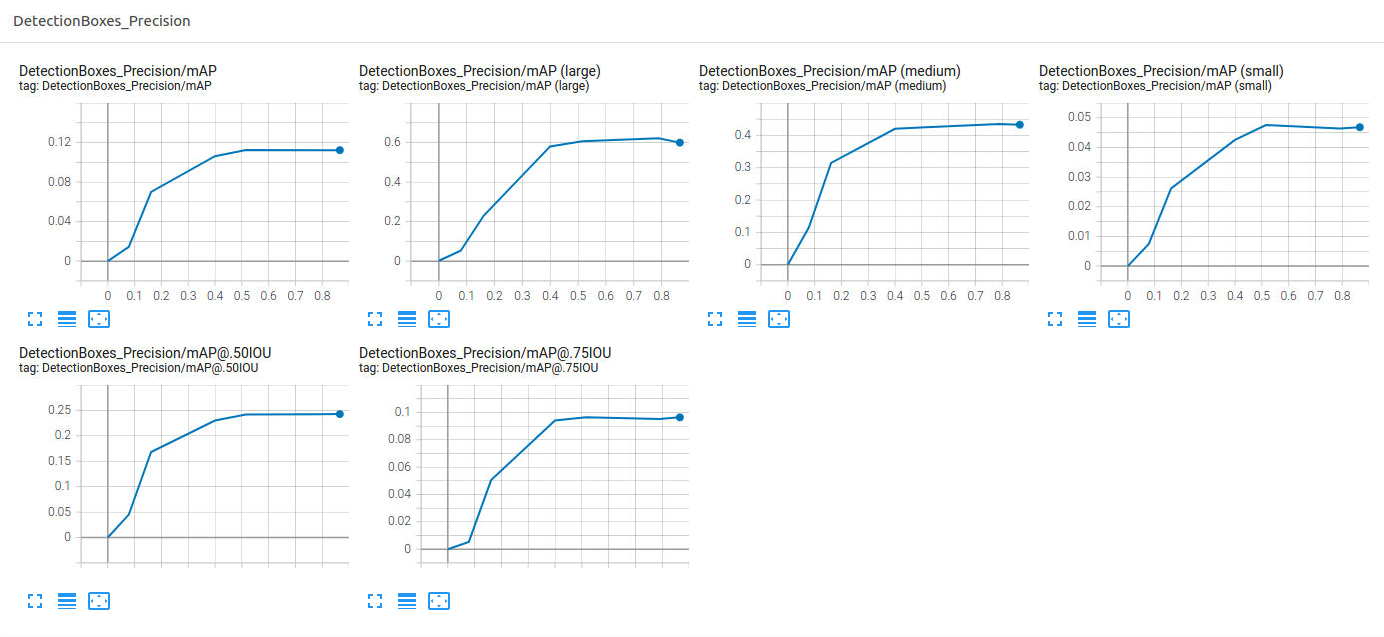 DetectionBoxes_Precision
DetectionBoxes_Precision/mAP
tag: DetectionBoxes_Precision/mAP
0.12
0.08
0.04
0
0 0.1 0.2 0.3 0.4 0.5 0.6 0.7 0.8
DetectionBoxes_Precision/mAP (large)
tag: DetectionBoxes_Precision/mAP (large)
0.6
0.4
0.2
0
0 0.1 0.2 0.3 0.4 0.5 0.6 0.7 0.8
DetectionBoxes_Precision/mAP (medium)
tag: DetectionBoxes_Precision/mAP (medium)
0.4
0.3
0.2
0.1
0
0 0.1 0.2 0.3 0.4 0.5 0.6 0.7 0.8
DetectionBoxes_Precision/mAP (small)
tag: DetectionBoxes_Precision/mAP (small)
0.05
0.04
0.03
0.02
0.01
0
0 0.1 0.2 0.3 0.4 0.5 0.6 0.7 0.8
DetectionBoxes_Precision/mAP@.50IOU
tag: DetectionBoxes_Precision/mAP@.50IOU
0.25
0.2
0.15
0.1
0.05
0
DetectionBoxes_Precision/mAP@.75IOU
tag: DetectionBoxes_Precision/mAP@.75IOU
0.1
0.08
0.06
0.04
0.02
0